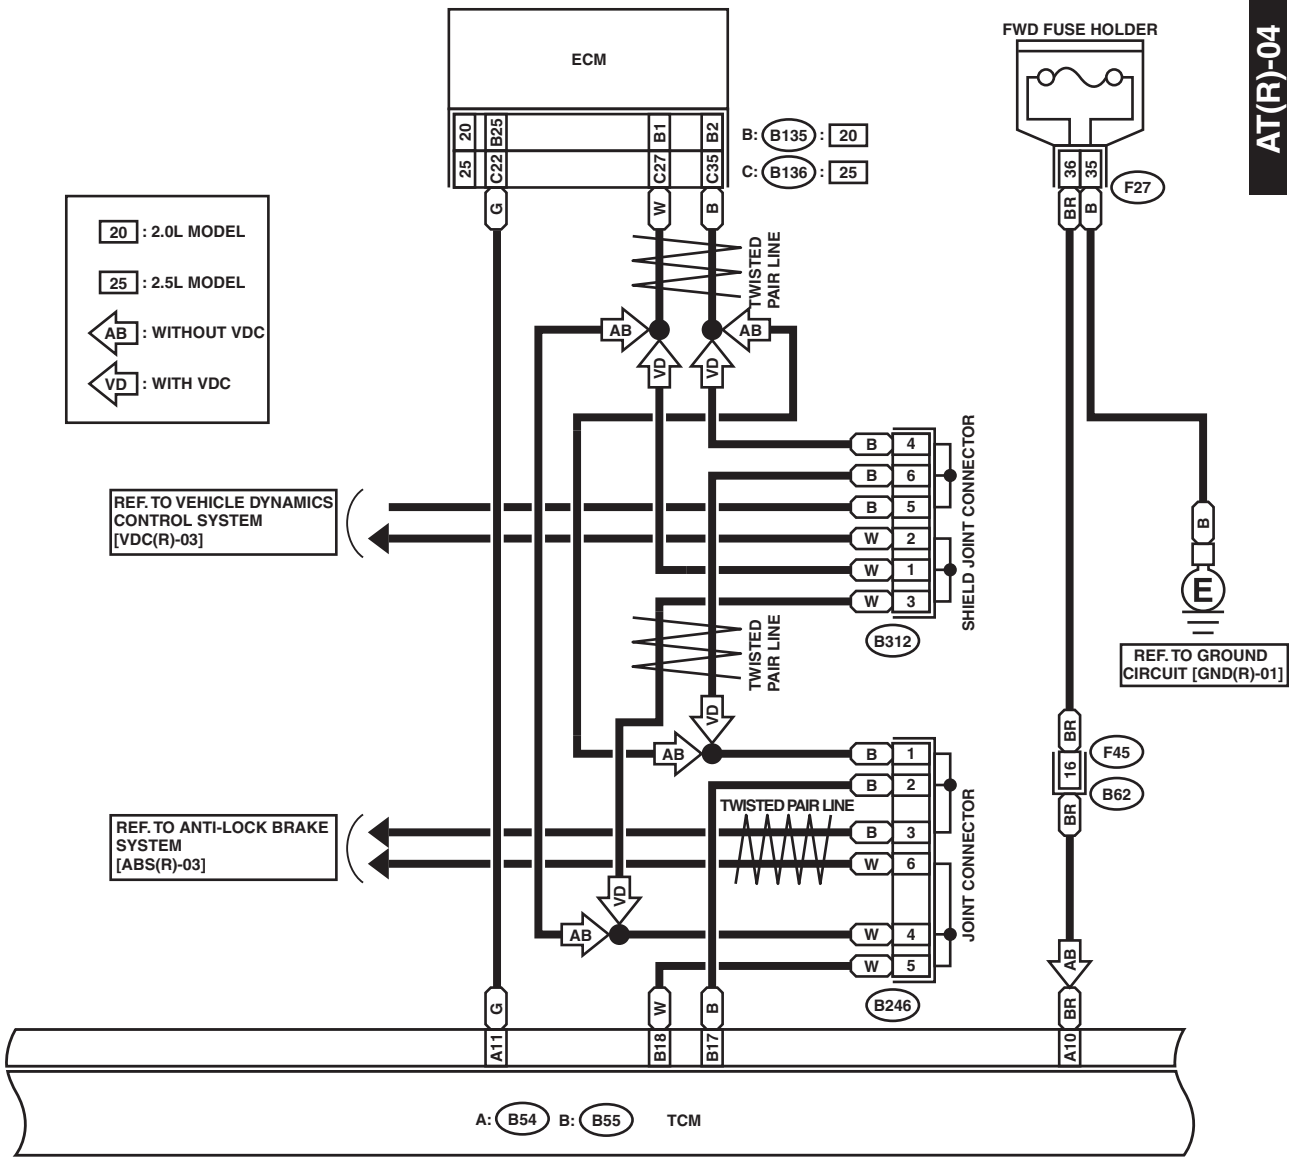 AT(R)-04
ECM
FWD FUSE HOLDER
20 B25 B1 B2
25 C22 C27 C35
B: B135 : 20
C: B136 : 25
G W B
36 35
F27
BR B
20 : 2.0L MODEL
25 : 2.5L MODEL
AB : WITHOUT VDC
VD : WITH VDC
TWISTED
PAIR LINE
AB AB
VD VD
B 4
B 6
B 5
W 2
W 1
W 3
SHIELD JOINT CONNECTOR
B312
REF. TO VEHICLE DYNAMICS
CONTROL SYSTEM
[VDC(R)-03]
B
E
REF. TO GROUND
CIRCUIT [GND(R)-01]
TWISTED
PAIR LINE
VD
AB
BR
16
F45
B62
BR
B 1
B 2
TWISTED PAIR LINE
B 3
W 6
W 4
W 5
JOINT CONNECTOR
B246
REF. TO ANTI-LOCK BRAKE
SYSTEM
[ABS(R)-03]
VD
AB
AB
G W B BR
A11 B18 B17 A10
A: B54 B: B55 TCM